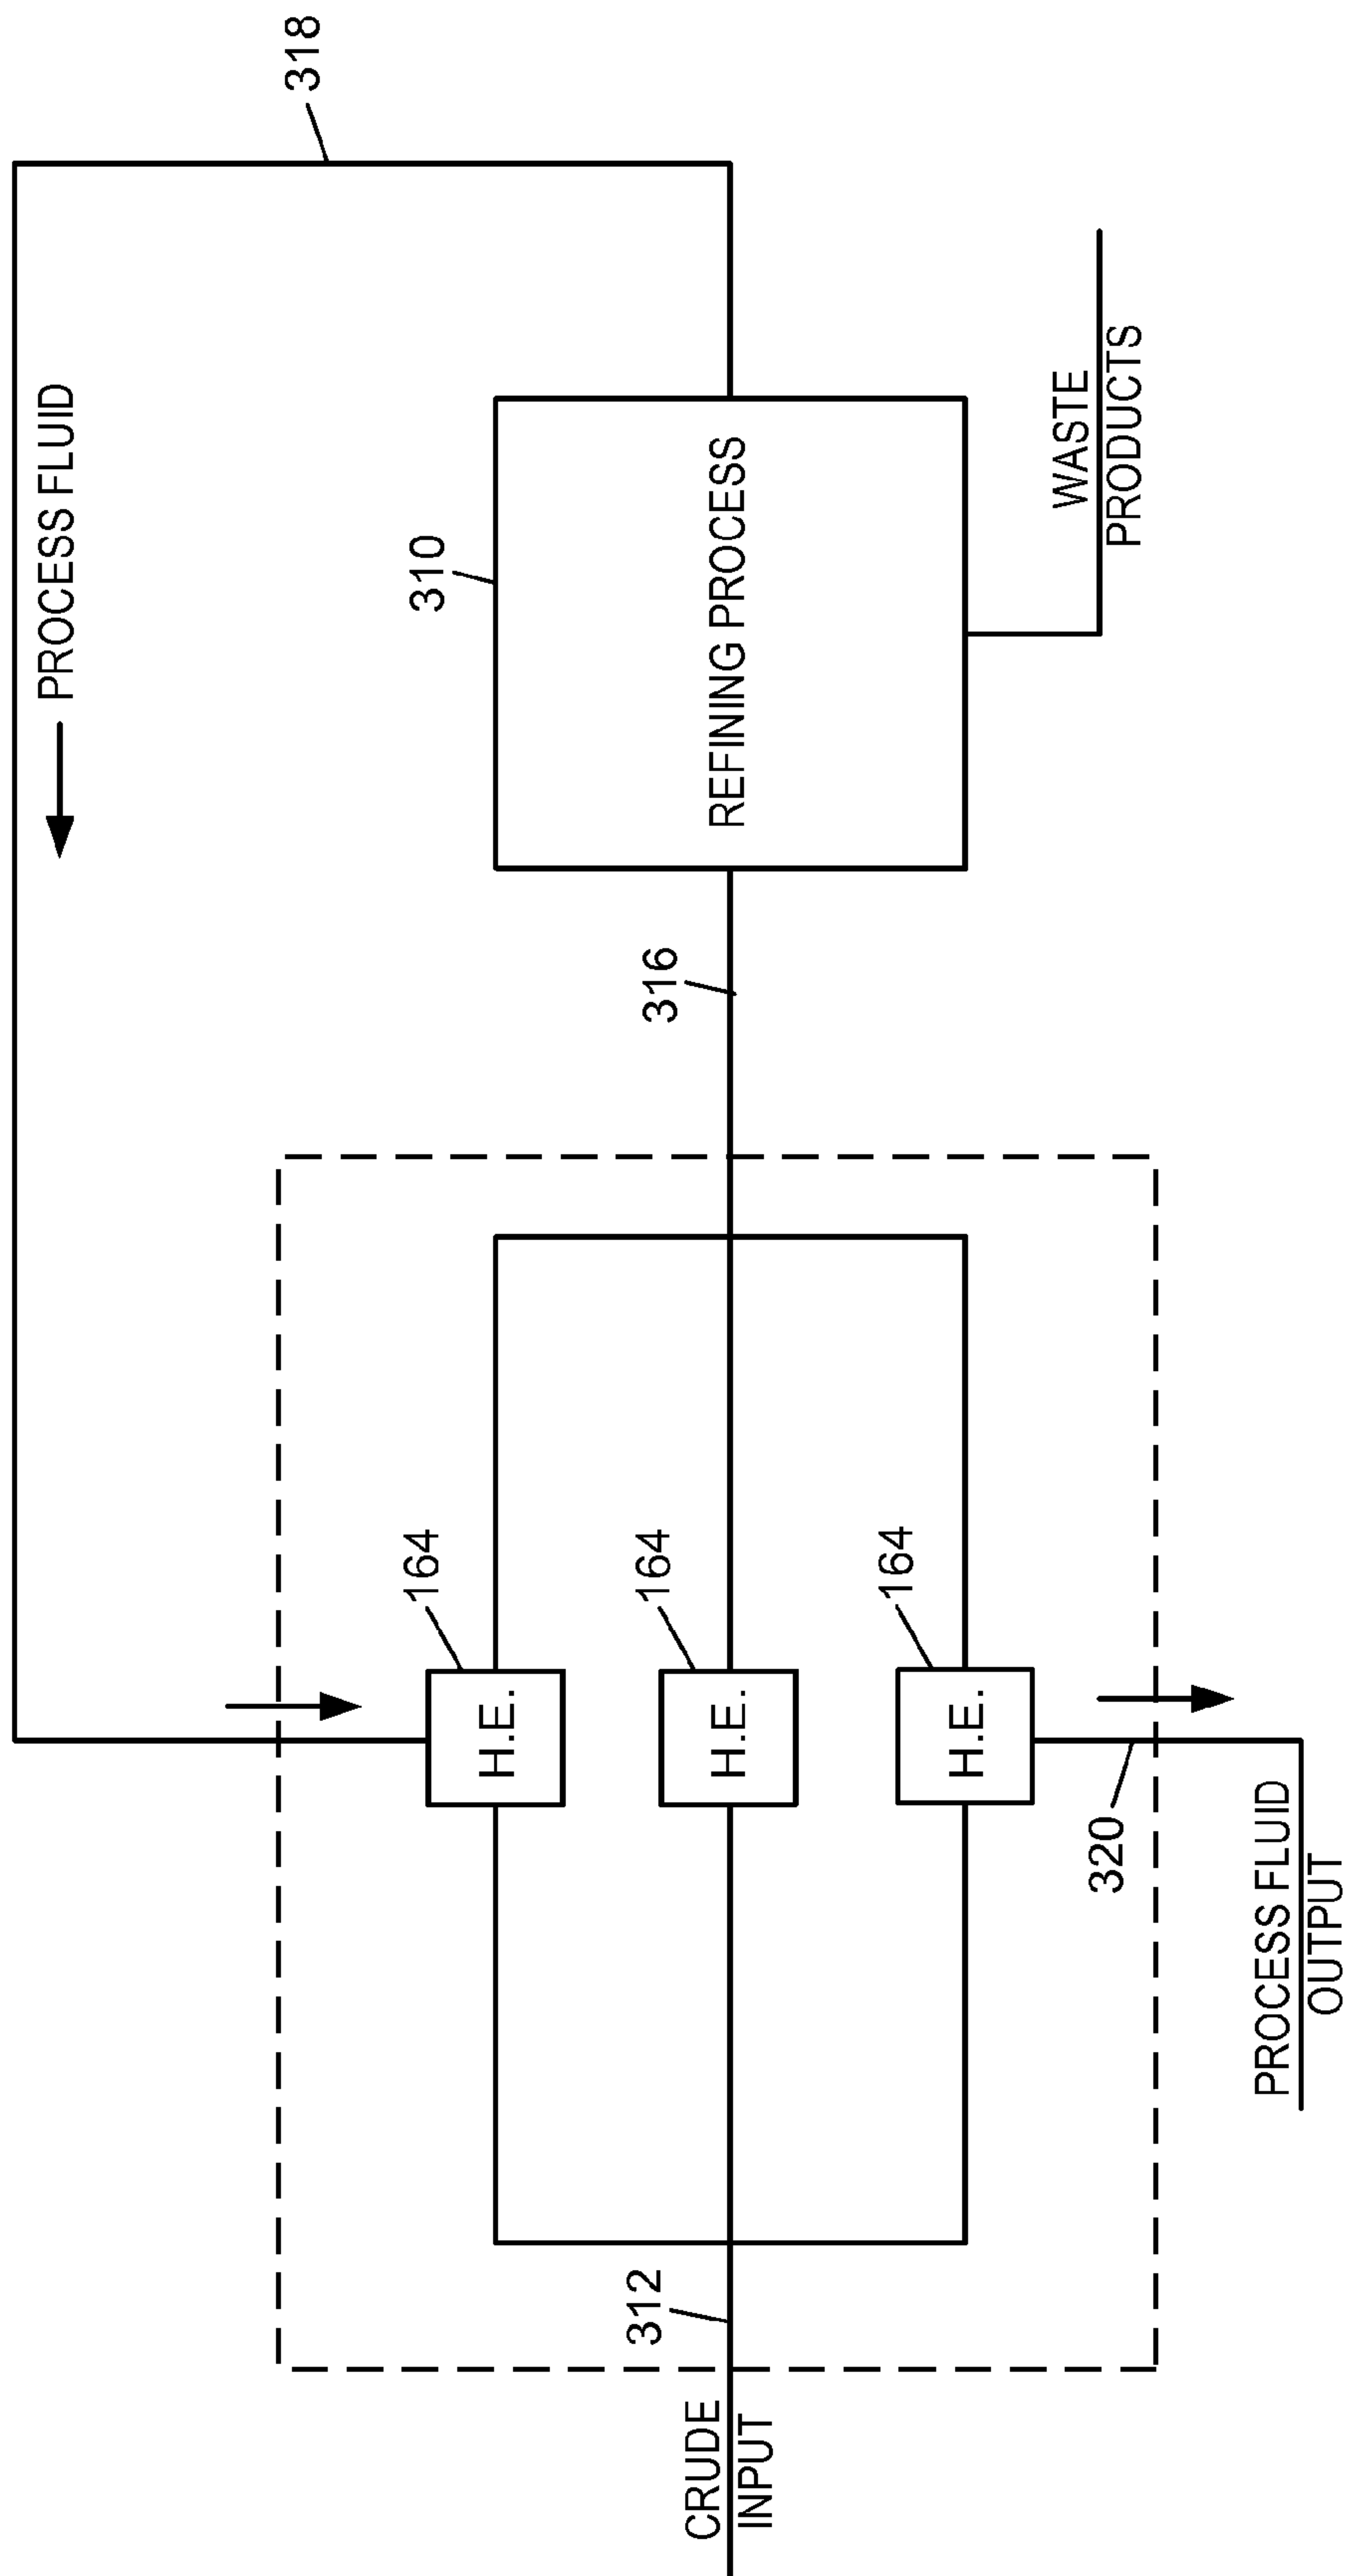 318
PROCESS FLUID
310
REFINING PROCESS
WASTE
PRODUCTS
316
164
H.E.
164
H.E.
164
H.E.
320
PROCESS FLUID
OUTPUT
312
CRUDE
INPUT